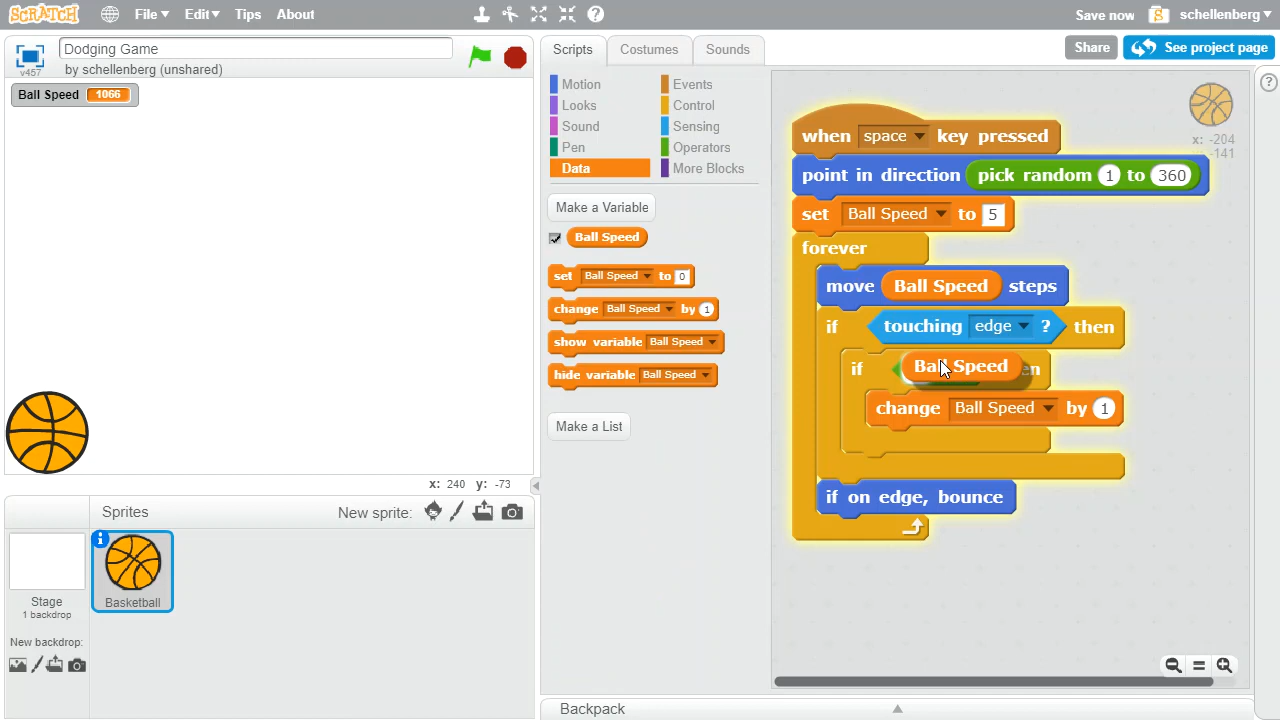 SCRATCH File Edit Tips About Save now schellenberg
v457 Dodging Game
by schellenberg (unshared)
Scripts Costumes Sounds Share See project page
Ball Speed 1066
x: 240 y: -73
Sprites New sprite:
Stage
1 backdrop
New backdrop:
Basketball
Motion Events
Looks Control
Sound Sensing
Pen Operators
Data More Blocks
Make a Variable
Ball Speed
set Ball Speed to 0
change Ball Speed by 1
show variable Ball Speed
hide variable Ball Speed
Make a List
x: -204
-141
when space key pressed
point in direction pick random 1 to 360
set Ball Speed to 5
forever
move Ball Speed steps
if touching edge ? then
if Ball Speed
change Ball Speed by 1
if on edge, bounce
Backpack